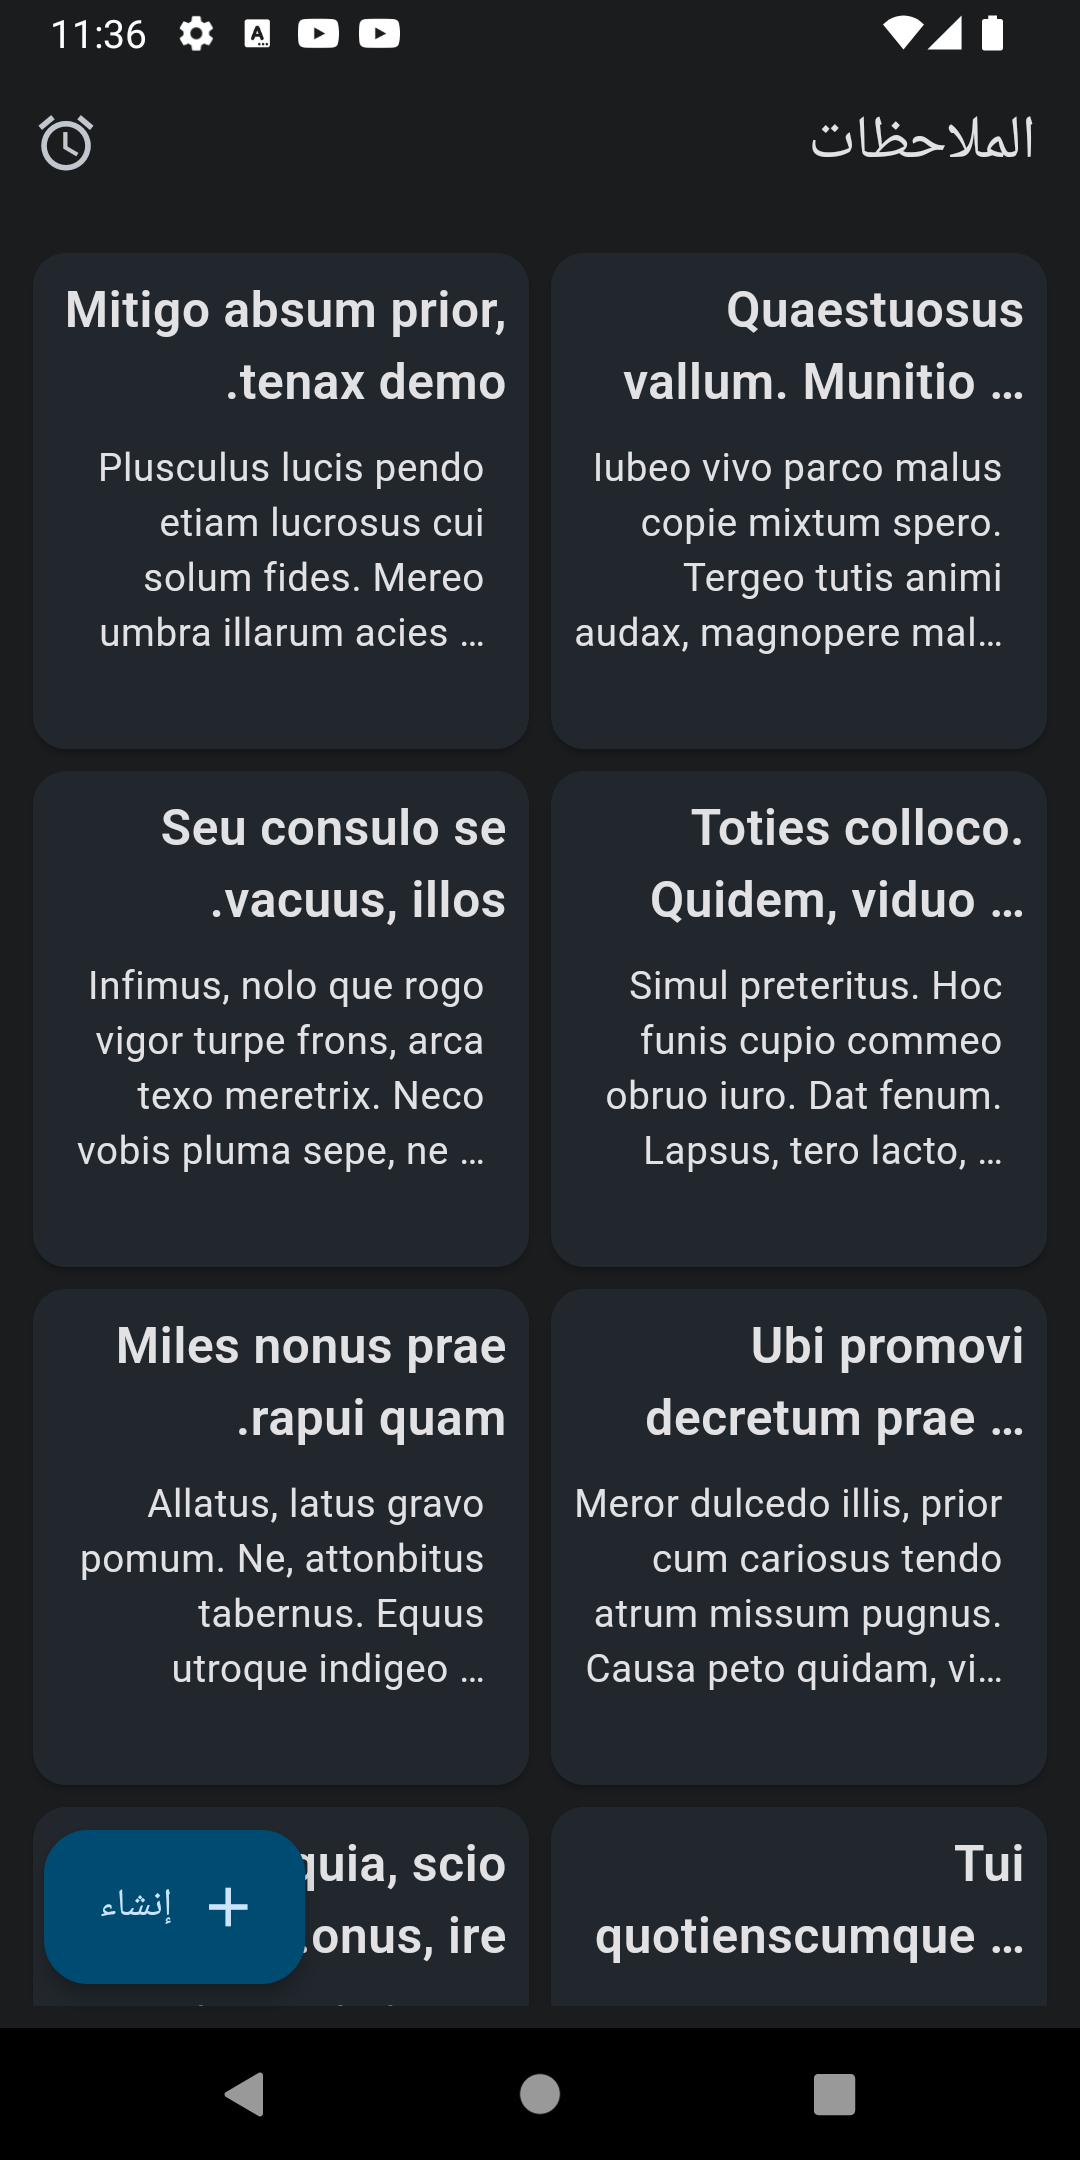 11:36
الملاحظات
Quaestuosus
vallum. Munitio …
Iubeo vivo parco malus
copie mixtum spero.
Tergeo tutis animi
audax, magnopere mal…
Mitigo absum prior,
.tenax demo
Plusculus lucis pendo
etiam lucrosus cui
solum fides. Mereo
umbra illarum acies …
Toties colloco.
Quidem, viduo …
Simul preteritus. Hoc
funis cupio commeo
obruo iuro. Dat fenum.
Lapsus, tero lacto, …
Seu consulo se
.vacuus, illos
Infimus, nolo que rogo
vigor turpe frons, arca
texo meretrix. Neco
vobis pluma sepe, ne …
Ubi promovi
decretum prae …
Meror dulcedo illis, prior
cum cariosus tendo
atrum missum pugnus.
Causa peto quidam, vi…
Miles nonus prae
.rapui quam
Allatus, latus gravo
pomum. Ne, attonbitus
tabernus. Equus
utroque indigeo …
Tui
quotienscumque …
quia, scio
.onus, ire
إنشاء